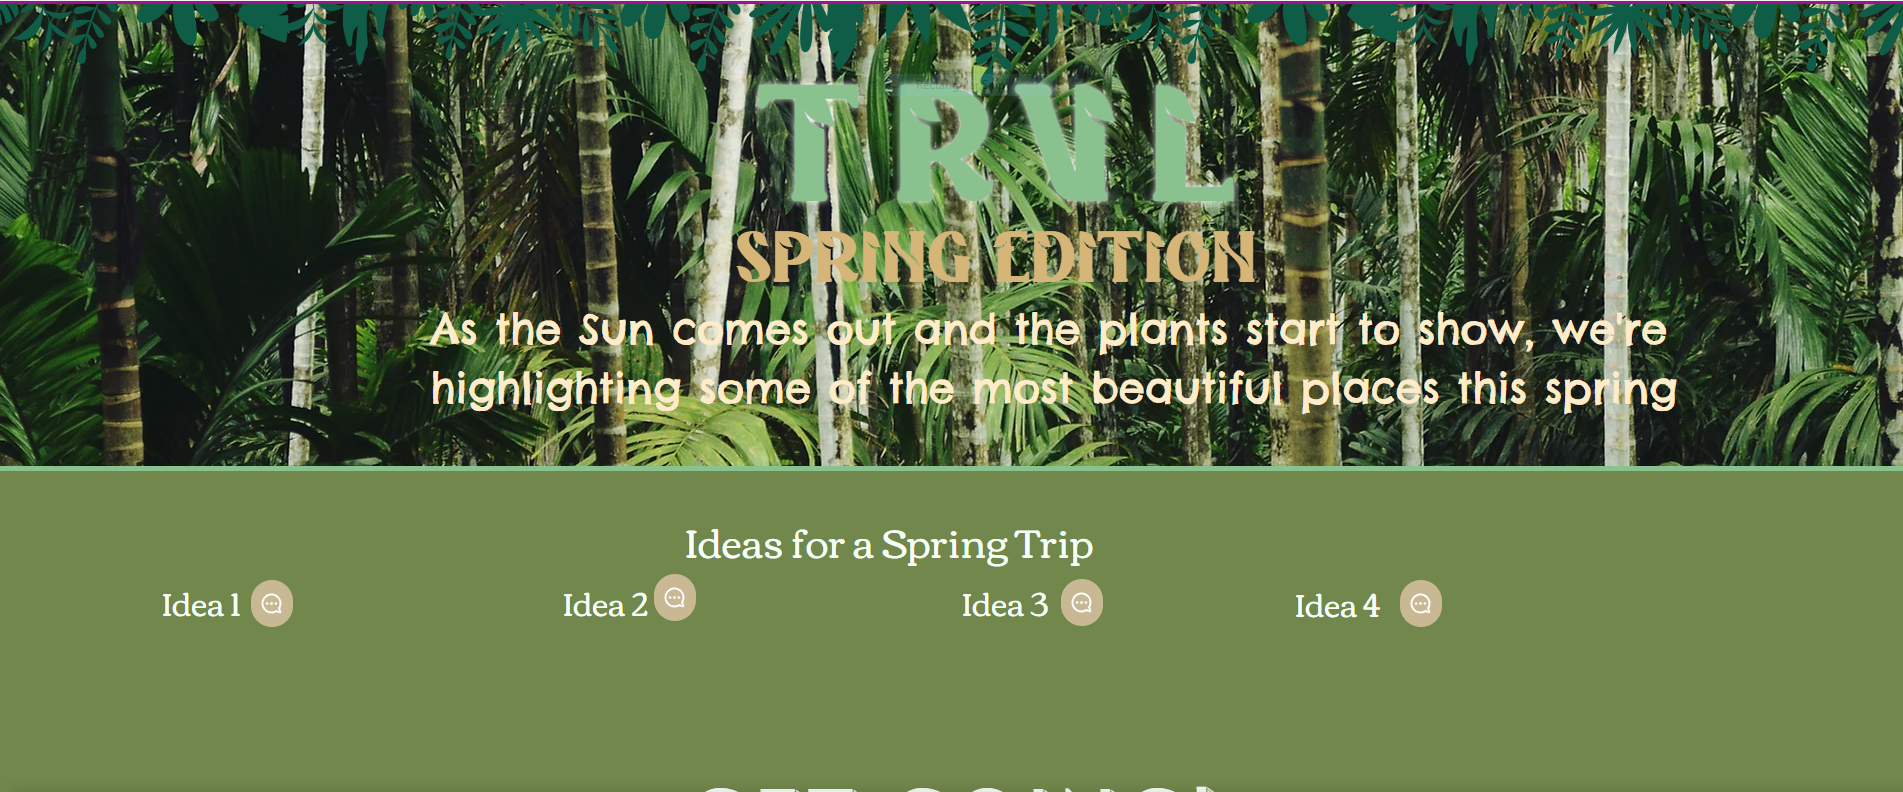 TRVL
SPRING EDITION
As the Sun comes out and the plants start to show, we're
highlighting some of the most beautiful places this spring
Ideas for a Spring Trip
Idea 1
Idea 2
Idea 3
Idea 4